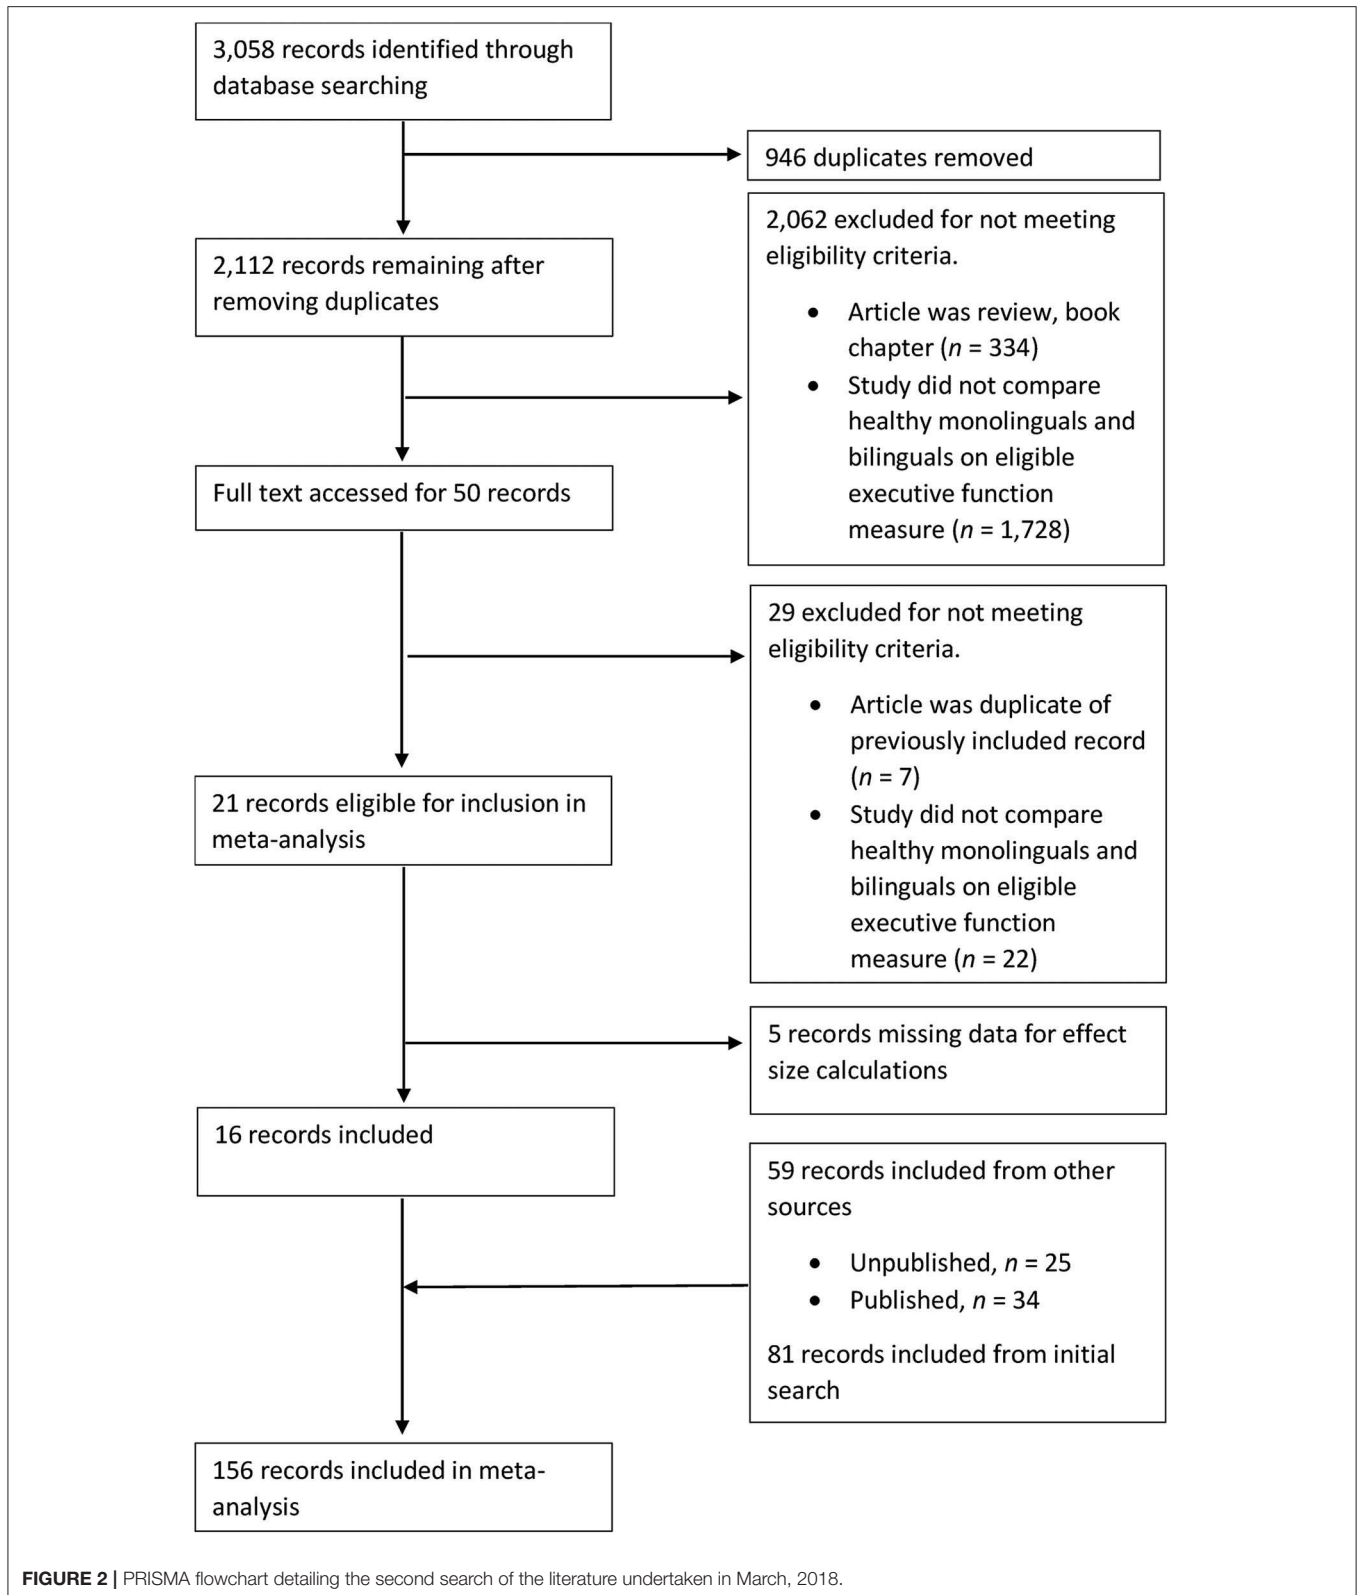 3,058 records identified through
database searching
946 duplicates removed
2,112 records remaining after
removing duplicates
2,062 excluded for not meeting
eligibility criteria.
• Article was review, book
chapter (n = 334)
• Study did not compare
healthy monolinguals and
bilinguals on eligible
executive function
measure (n = 1,728)
Full text accessed for 50 records
29 excluded for not meeting
eligibility criteria.
• Article was duplicate of
previously included record
(n = 7)
• Study did not compare
healthy monolinguals and
bilinguals on eligible
executive function
measure (n = 22)
21 records eligible for inclusion in
meta-analysis
5 records missing data for effect
size calculations
16 records included
59 records included from other
sources
• Unpublished, n = 25
• Published, n = 34
81 records included from initial
search
156 records included in meta-
analysis
FIGURE 2 | PRISMA flowchart detailing the second search of the literature undertaken in March, 2018.